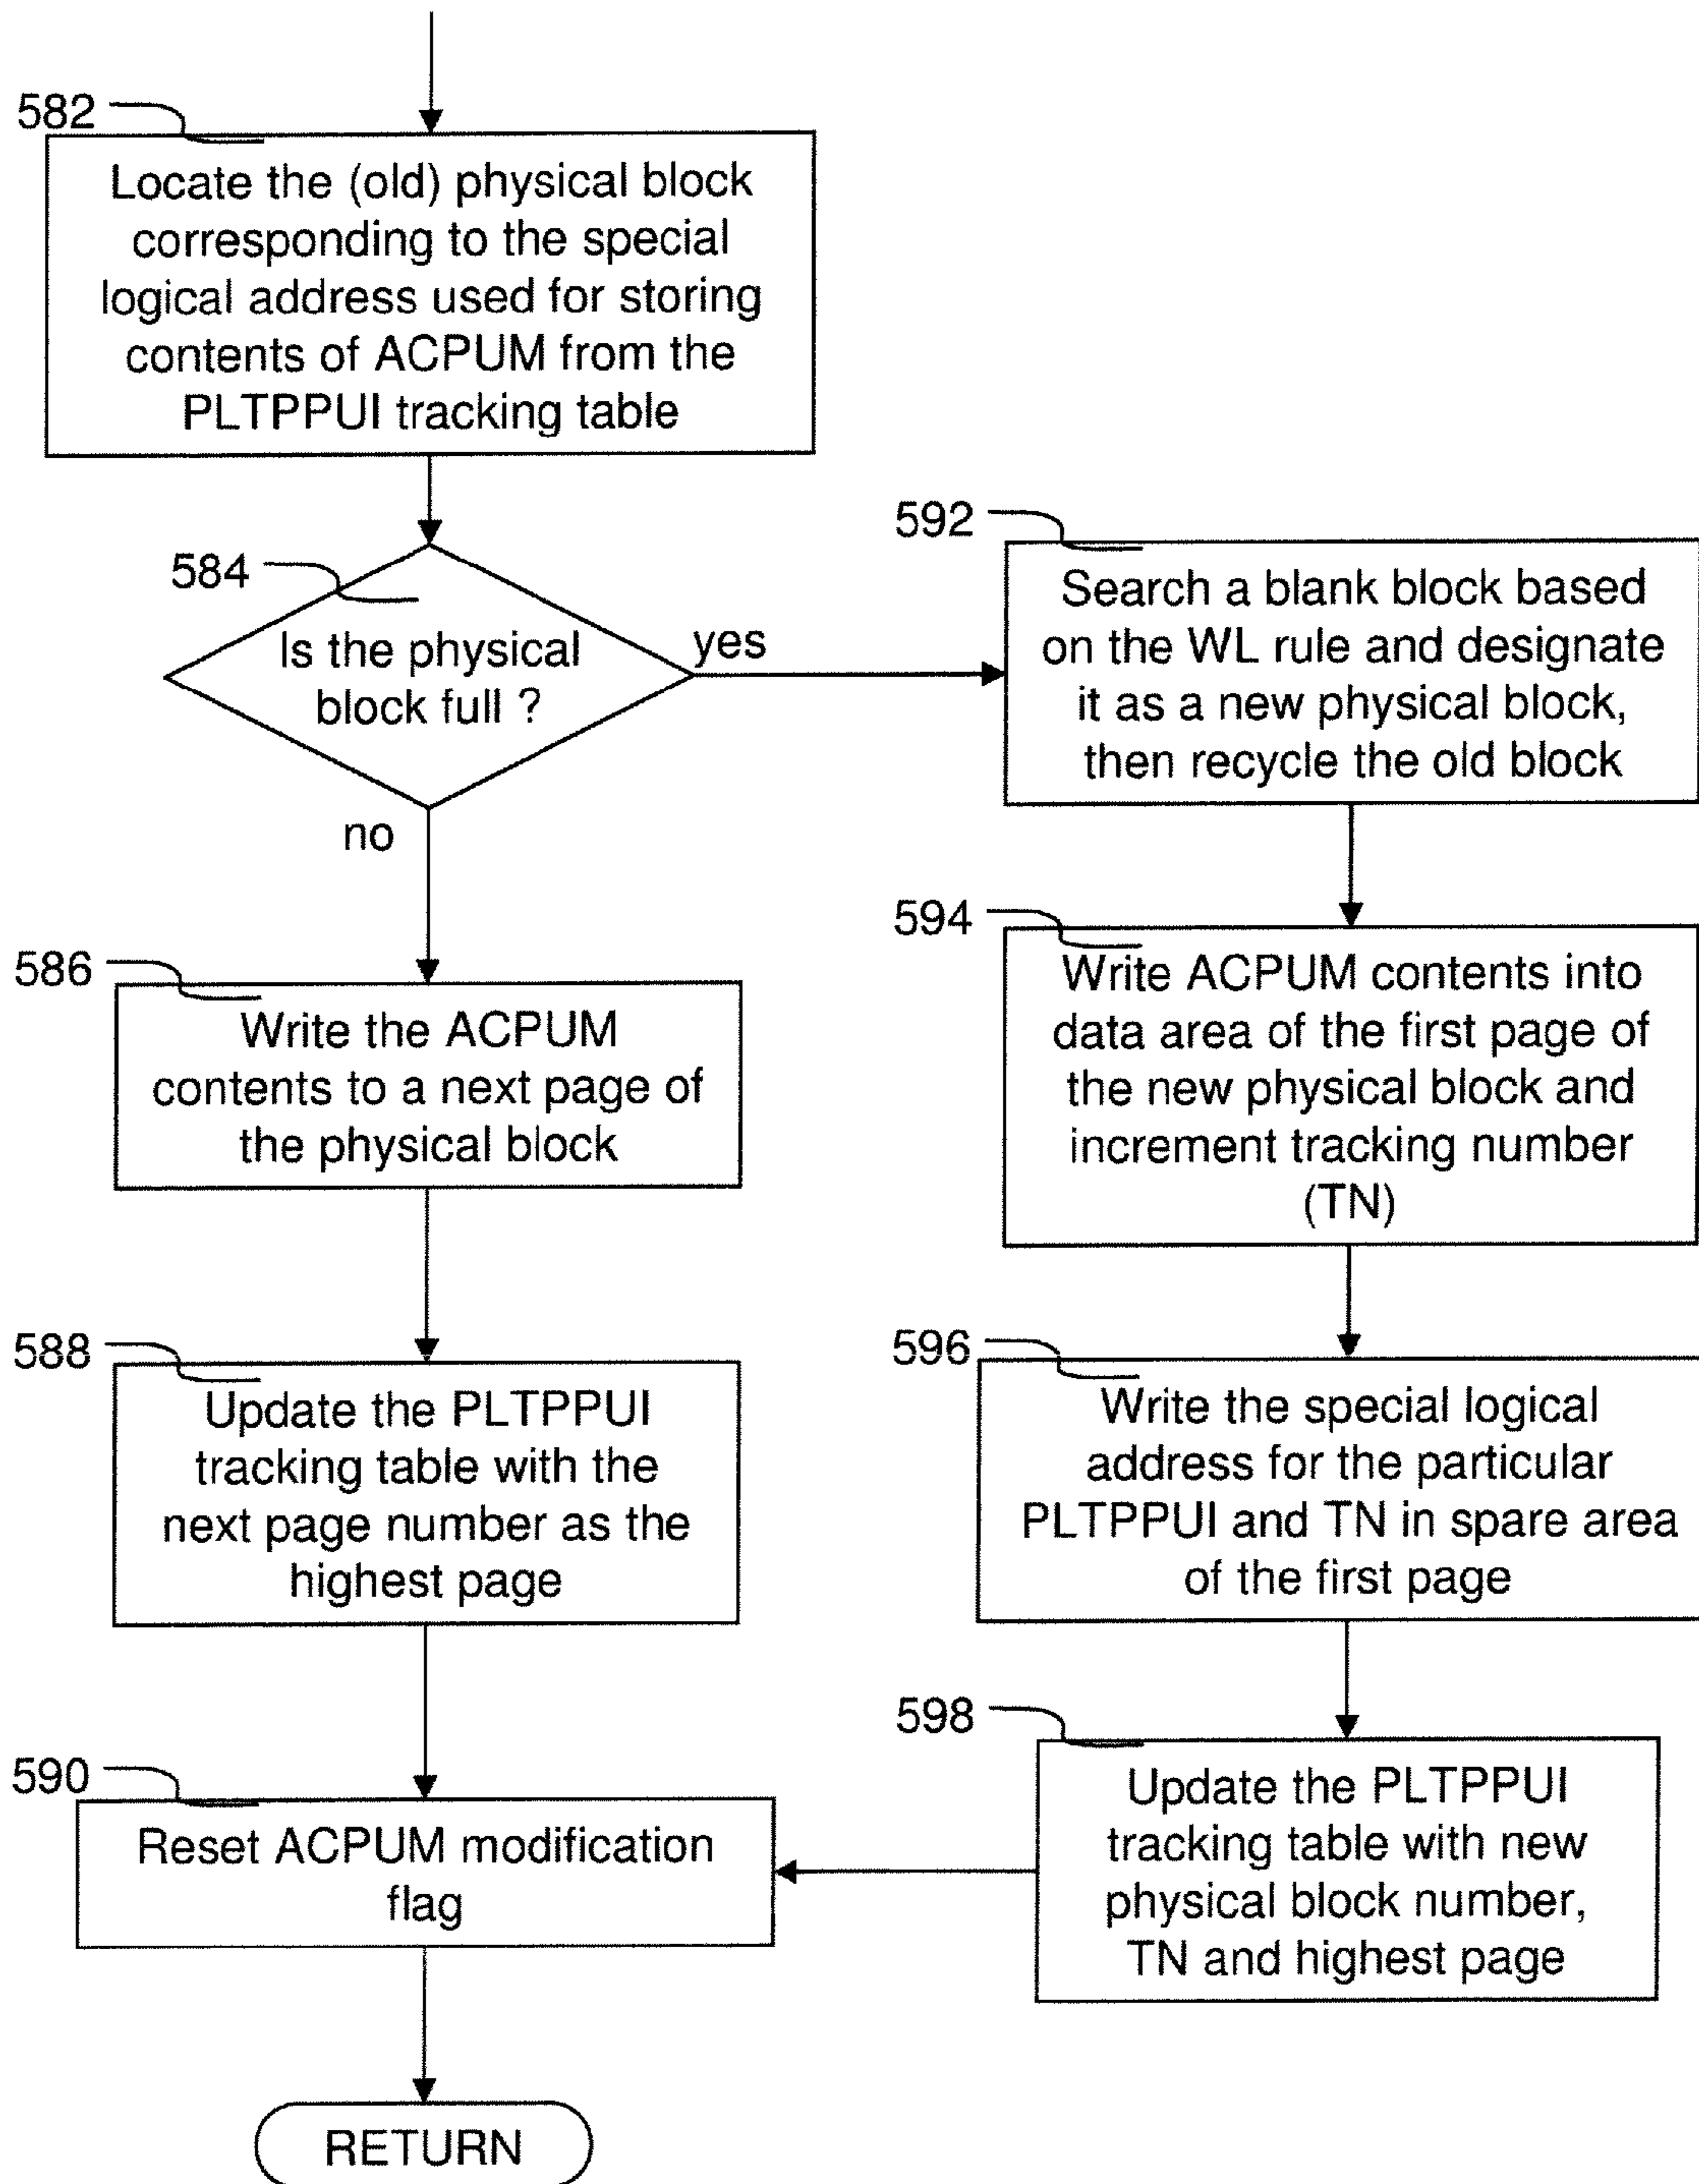 582
Locate the (old) physical block
corresponding to the special
logical address used for storing
contents of ACPUM from the
PLTPPUI tracking table
584
Is the physical
block full ?
yes
no
586
Write the ACPUM
contents to a next page of
the physical block
588
Update the PLTPPUI
tracking table with the
next page number as the
highest page
590
Reset ACPUM modification
flag
RETURN
592
Search a blank block based
on the WL rule and designate
it as a new physical block,
then recycle the old block
594
Write ACPUM contents into
data area of the first page of
the new physical block and
increment tracking number
(TN)
596
Write the special logical
address for the particular
PLTPPUI and TN in spare area
of the first page
598
Update the PLTPPUI
tracking table with new
physical block number,
TN and highest page